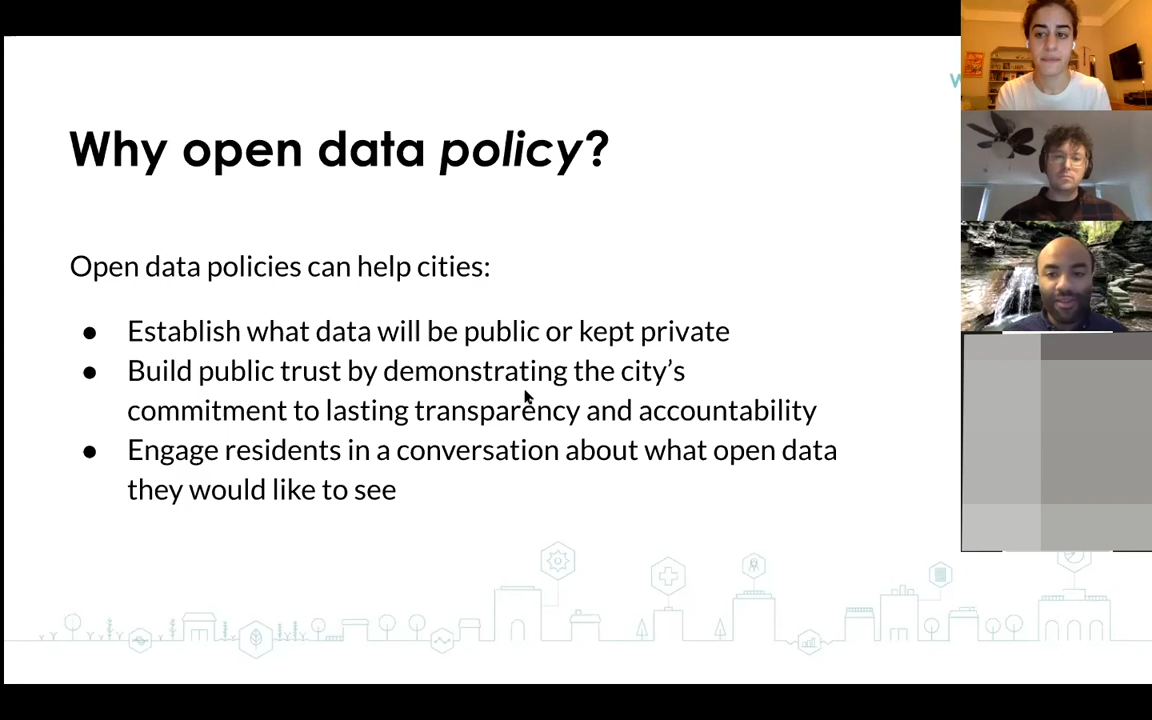 Why open data policy?
Open data policies can help cities:
● Establish what data will be public or kept private
● Build public trust by demonstrating the city’s
commitment to lasting transparency and accountability
● Engage residents in a conversation about what open data
they would like to see